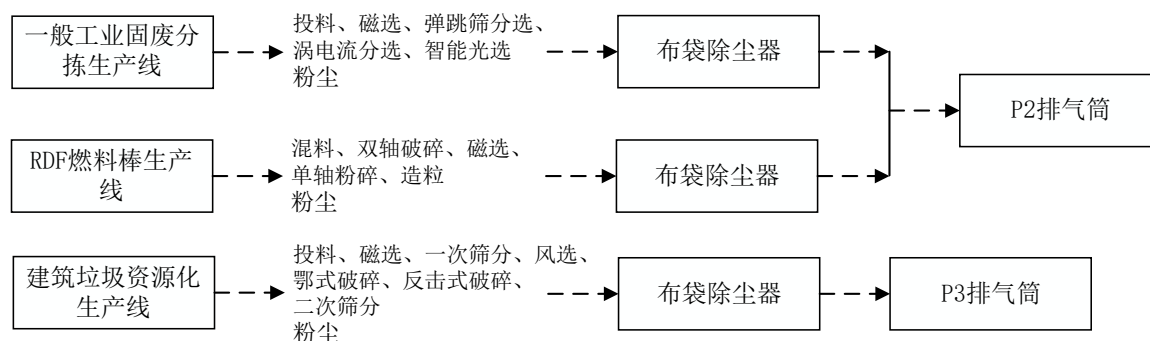 一般工业固废分
拣生产线
投料、磁选、弹跳筛分选、
涡电流分选、智能光选
粉尘
布袋除尘器
P2排气筒
RDF燃料棒生产
线
混料、双轴破碎、磁选、
单轴粉碎、造粒
粉尘
布袋除尘器
建筑垃圾资源化
生产线
投料、磁选、一次筛分、风选、
鄂式破碎、反击式破碎、
二次筛分
粉尘
布袋除尘器
P3排气筒